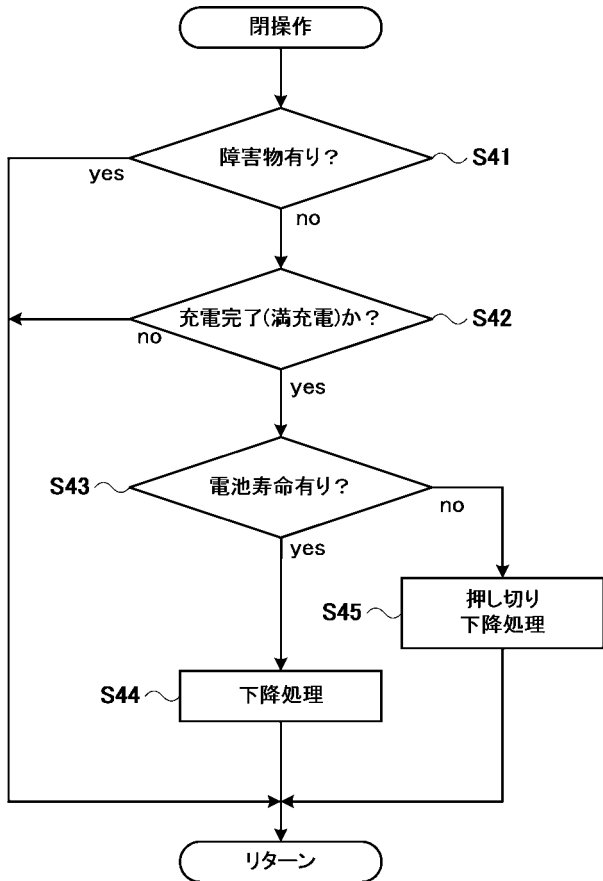 閉操作
障害物有り?
S41
yes
no
充電完了(満充電)か?
S42
no
yes
S43
電池寿命有り?
no
yes
S45
押し切り
下降処理
S44
下降処理
リターン